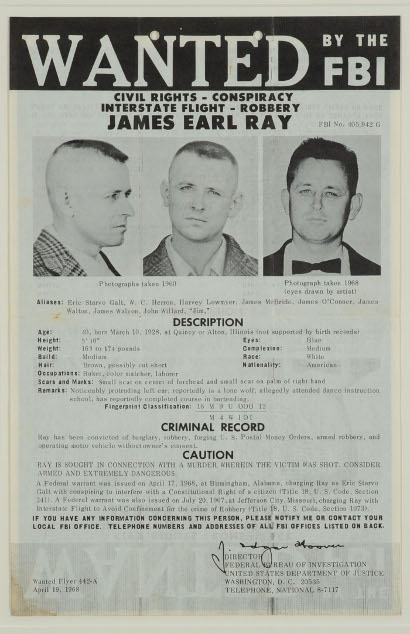 WANTED BY THE FBI
CIVIL RIGHTS - CONSPIRACY
INTERSTATE FLIGHT - ROBBERY
JAMES EARL RAY
FBI No. 405,942 G
Photographs taken 1960
Photograph taken 1968
(eyes drawn by artist)
Aliases: Eric Starvo Galt, W. C. Herron, Harvey Lowmyer, James McBride, James O'Conner, James
Walton, James Walyon, John Willard, "Jim,"
DESCRIPTION
Age: 40, born March 10, 1928, at Quincy or Alton, Illinois (not supported by birth records)
Height: 5' 10" Eyes: Blue
Weight: 163 to 174 pounds Complexion: Medium
Build: Medium Race: White
Hair: Brown, possibly cut short Nationality: American
Occupations: Baker, color matcher, laborer
Scars and Marks: Small scar on center of forehead and small scar on palm of right hand
Remarks: Noticeably protruding left ear; reportedly is a lone wolf; allegedly attended dance instruction
school; has reportedly completed course in bartending.
Fingerprint Classification: 16 M 9 U OOO 12
M 4 W IOI
CRIMINAL RECORD
Ray has been convicted of burglary, robbery, forging U. S. Postal Money Orders, armed robbery, and
operating motor vehicle without owner's consent.
CAUTION
RAY IS SOUGHT IN CONNECTION WITH A MURDER WHEREIN THE VICTIM WAS SHOT. CONSIDER
ARMED AND EXTREMELY DANGEROUS.
A Federal warrant was issued on April 17, 1968, at Birmingham, Alabama, charging Ray as Eric Starvo
Galt with conspiring to interfere with a Constitutional Right of a citizen (Title 18, U. S. Code, Section
241). A Federal warrant was also issued on July 20, 1967, at Jefferson City, Missouri, charging Ray with
Interstate Flight to Avoid Confinement for the crime of Robbery (Title 18, U. S. Code, Section 1073).
IF YOU HAVE ANY INFORMATION CONCERNING THIS PERSON, PLEASE NOTIFY ME OR CONTACT YOUR
LOCAL FBI OFFICE. TELEPHONE NUMBERS AND ADDRESSES OF ALL FBI OFFICES LISTED ON BACK.
J. Edgar Hoover
DIRECTOR
FEDERAL BUREAU OF INVESTIGATION
UNITED STATES DEPARTMENT OF JUSTICE
WASHINGTON, D. C. 20535
TELEPHONE, NATIONAL 8-7117
Wanted Flyer 442-A
April 19, 1968